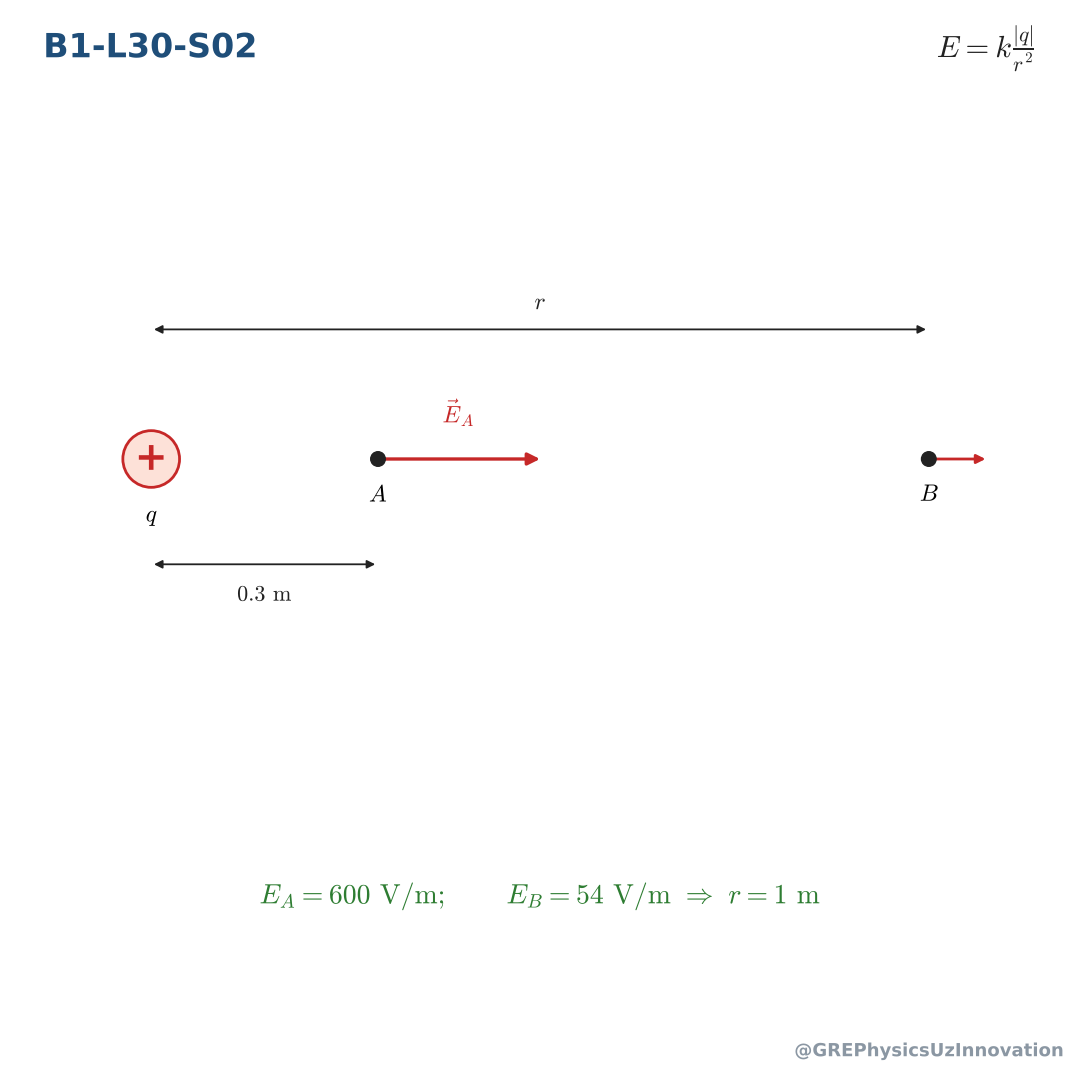 B1-L30-S02
E = k|q|/r²
r
E⃗_A
+
A
B
q
0.3 m
E_A = 600 V/m; E_B = 54 V/m ⇒ r = 1 m
@GREPhysicsUzInnovation